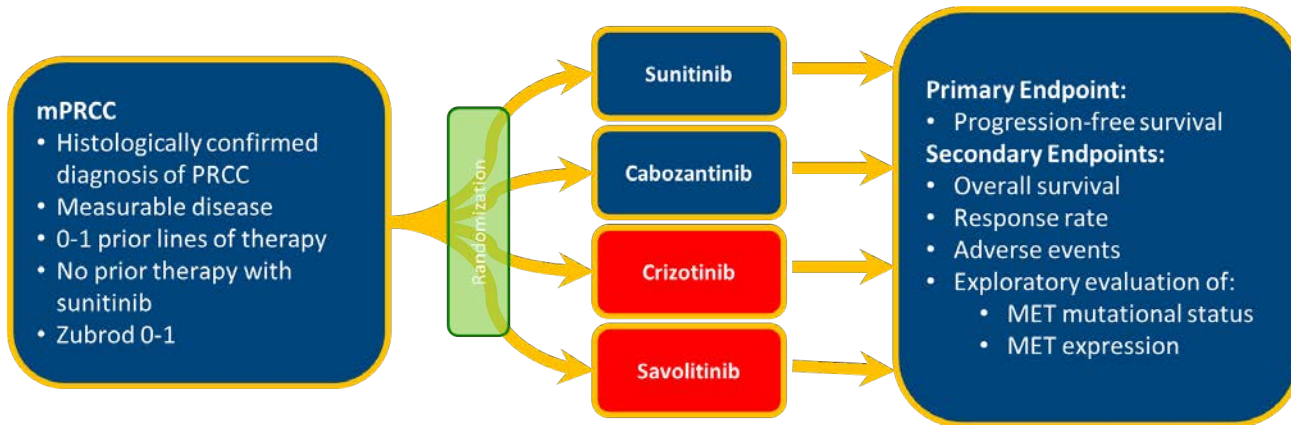 mPRCC
• Histologically confirmed
diagnosis of PRCC
• Measurable disease
• 0-1 prior lines of therapy
• No prior therapy with
sunitinib
• Zubrod 0-1
Randomization
Sunitinib
Cabozantinib
Crizotinib
Savolitinib
Primary Endpoint:
• Progression-free survival
Secondary Endpoints:
• Overall survival
• Response rate
• Adverse events
• Exploratory evaluation of:
• MET mutational status
• MET expression